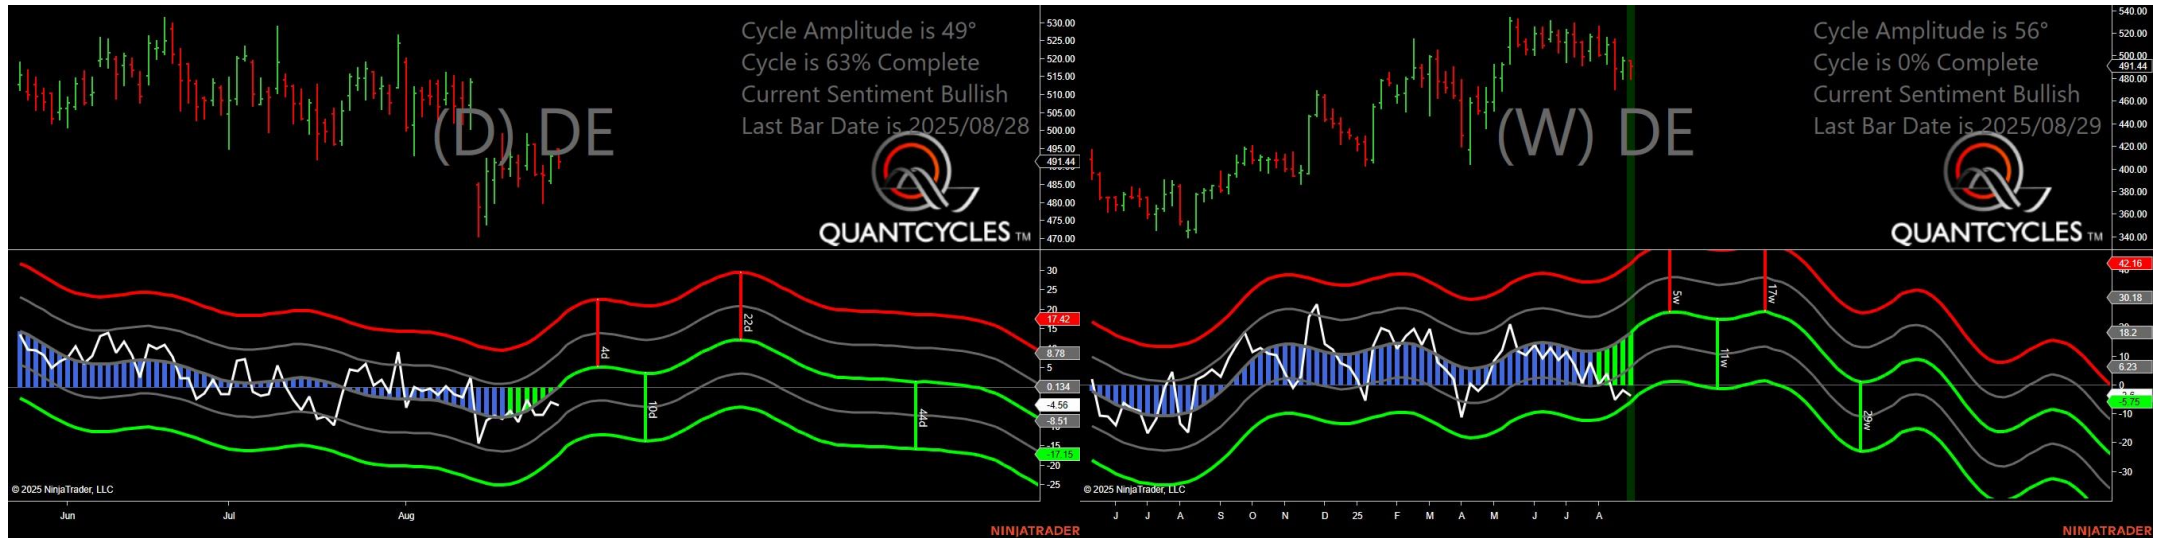 Cycle Amplitude is 49°
Cycle is 63% Complete
Current Sentiment Bullish
Last Bar Date is 2025/08/28
(D) DE
QUANTCYCLES TM
530.00
525.00
520.00
515.00
510.00
505.00
500.00
495.00
491.44
485.00
480.00
475.00
470.00
30
25
20
17.42
15
8.78
5
0.134
-4.56
-8.51
-15
-17.15
-20
-25
4d
10d
22d
44d
© 2025 NinjaTrader, LLC
Jun
Jul
Aug
NINJATRADER
Cycle Amplitude is 56°
Cycle is 0% Complete
Current Sentiment Bullish
Last Bar Date is 2025/08/29
(W) DE
QUANTCYCLES TM
540.00
520.00
500.00
491.44
480.00
460.00
440.00
420.00
400.00
380.00
360.00
340.00
42.16
30.18
18.2
10
6.23
0
-5.75
-10
-20
-30
5w
11w
17w
29w
© 2025 NinjaTrader, LLC
J J A S O N D 25 F M A M J J A
NINJATRADER